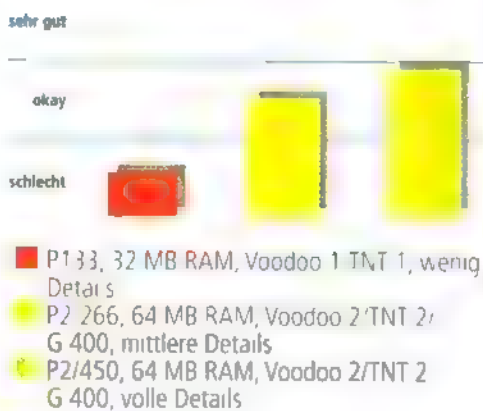 sehr gut
okay
schlecht
P133, 32 MB RAM, Voodoo 1 TNT 1, wenig
Details
P2 266, 64 MB RAM, Voodoo 2/TNT 2/
G 400, mittlere Details
P2/450, 64 MB RAM, Voodoo 2/TNT 2
G 400, volle Details